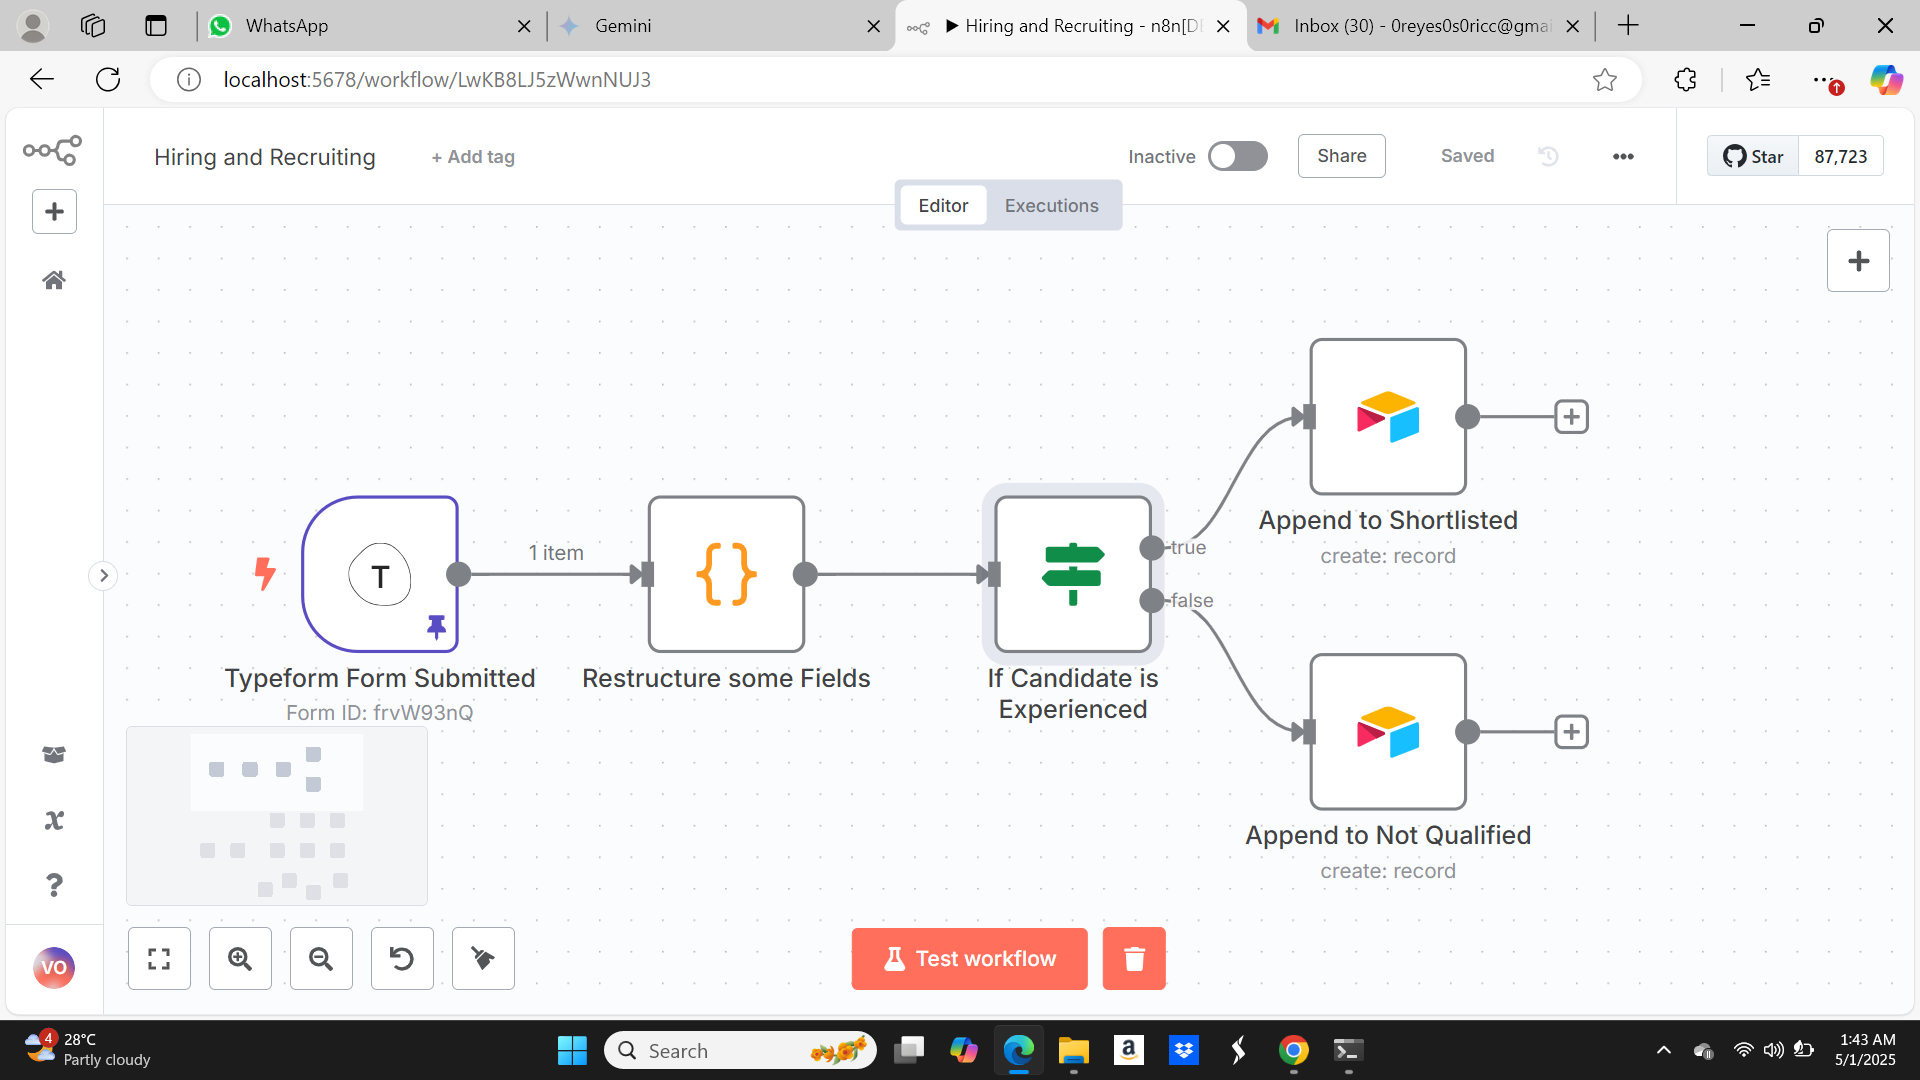 WhatsApp
Gemini
▶ Hiring and Recruiting - n8n[DE
Inbox (30) - 0reyes0s0ricc@gmai
localhost:5678/workflow/LwKB8LJ5zWwnNUJ3
Hiring and Recruiting
+ Add tag
Inactive
Share
Saved
Star
87,723
Editor
Executions
1 item
T
Typeform Form Submitted
Form ID: frvW93nQ
Restructure some Fields
If Candidate is
Experienced
true
false
Append to Shortlisted
create: record
Append to Not Qualified
create: record
VO
Test workflow
4
28°C
Partly cloudy
Search
1:43 AM
5/1/2025